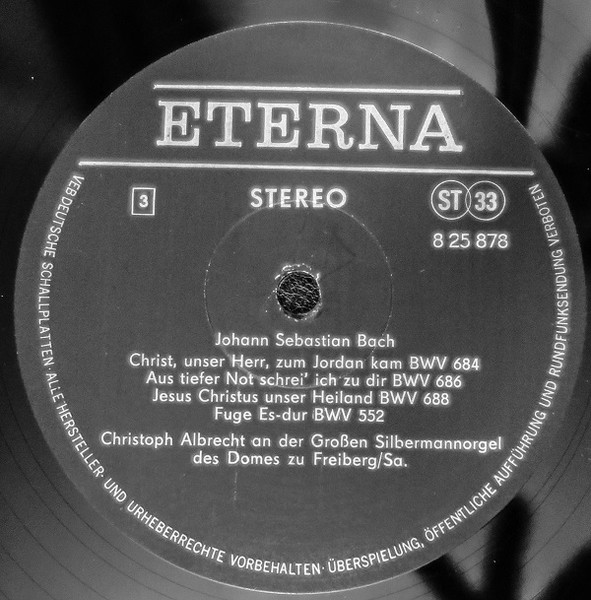 ETERNA
3 STEREO ST 33
8 25 878
Johann Sebastian Bach
Christ, unser Herr, zum Jordan kam BWV 684
Aus tiefer Not schrei' ich zu dir BWV 686
Jesus Christus unser Heiland BWV 688
Fuge Es-dur BWV 552
Christoph Albrecht an der Großen Silbermannorgel
des Domes zu Freiberg/Sa.
VEB DEUTSCHE SCHALLPLATTEN · ALLE HERSTELLER- UND URHEBERRECHTE VORBEHALTEN · ÜBERSPIELUNG, ÖFFENTLICHE AUFFÜHRUNG UND RUNDFUNKSENDUNG VERBOTEN